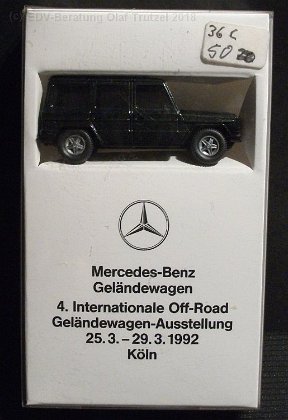 (c) EDV-Beratung Olaf Trutzel 2018
36 C
50 20
Mercedes-Benz
Geländewagen
4. Internationale Off-Road
Geländewagen-Ausstellung
25.3. – 29.3. 1992
Köln